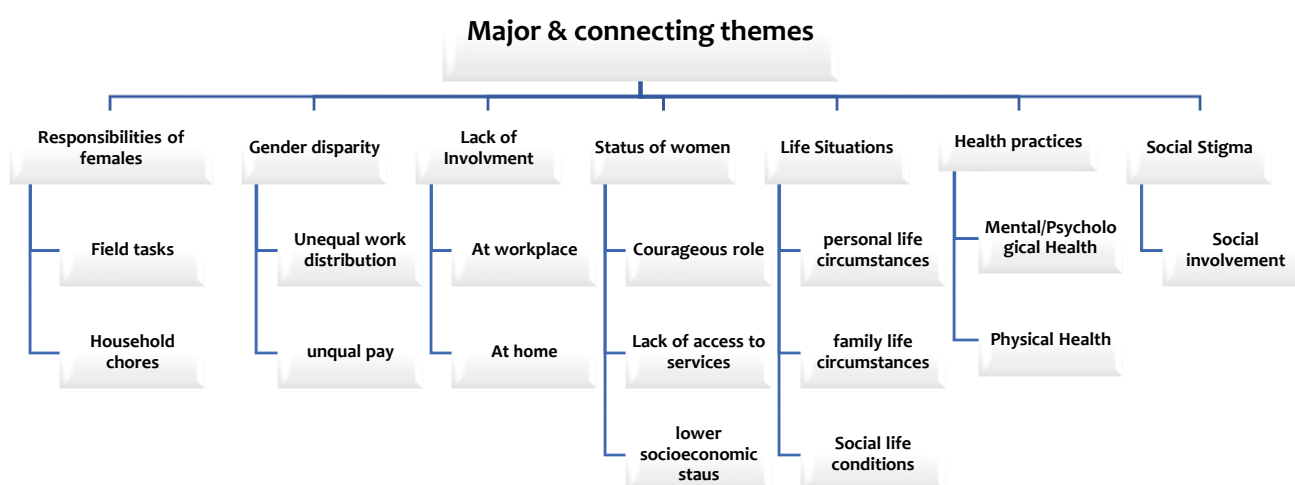 Major & connecting themes
Responsibilities of
females
Field tasks
Household
chores
Gender disparity
Unequal work
distribution
unqual pay
Lack of
Involvment
At workplace
At home
Status of women
Courageous role
Lack of access to
services
lower
socioeconomic
staus
Life Situations
personal life
circumstances
family life
circumstances
Social life
conditions
Health practices
Mental/Psycholo
gical Health
Physical Health
Social Stigma
Social
involvement